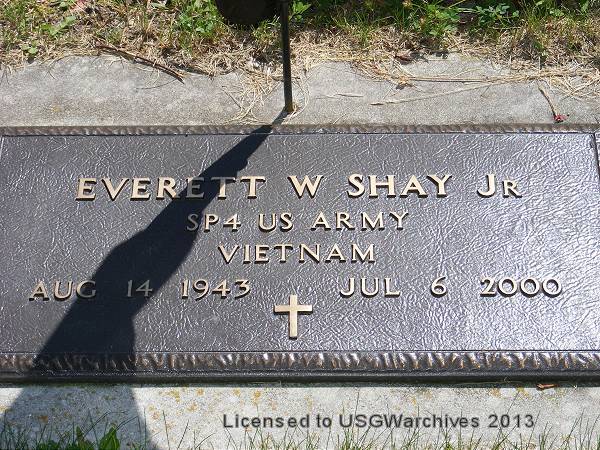 EVERETT W SHAY JR
SP4 US ARMY
VIETNAM
AUG 14 1943 JUL 6 2000
Licensed to USGWarchives 2013